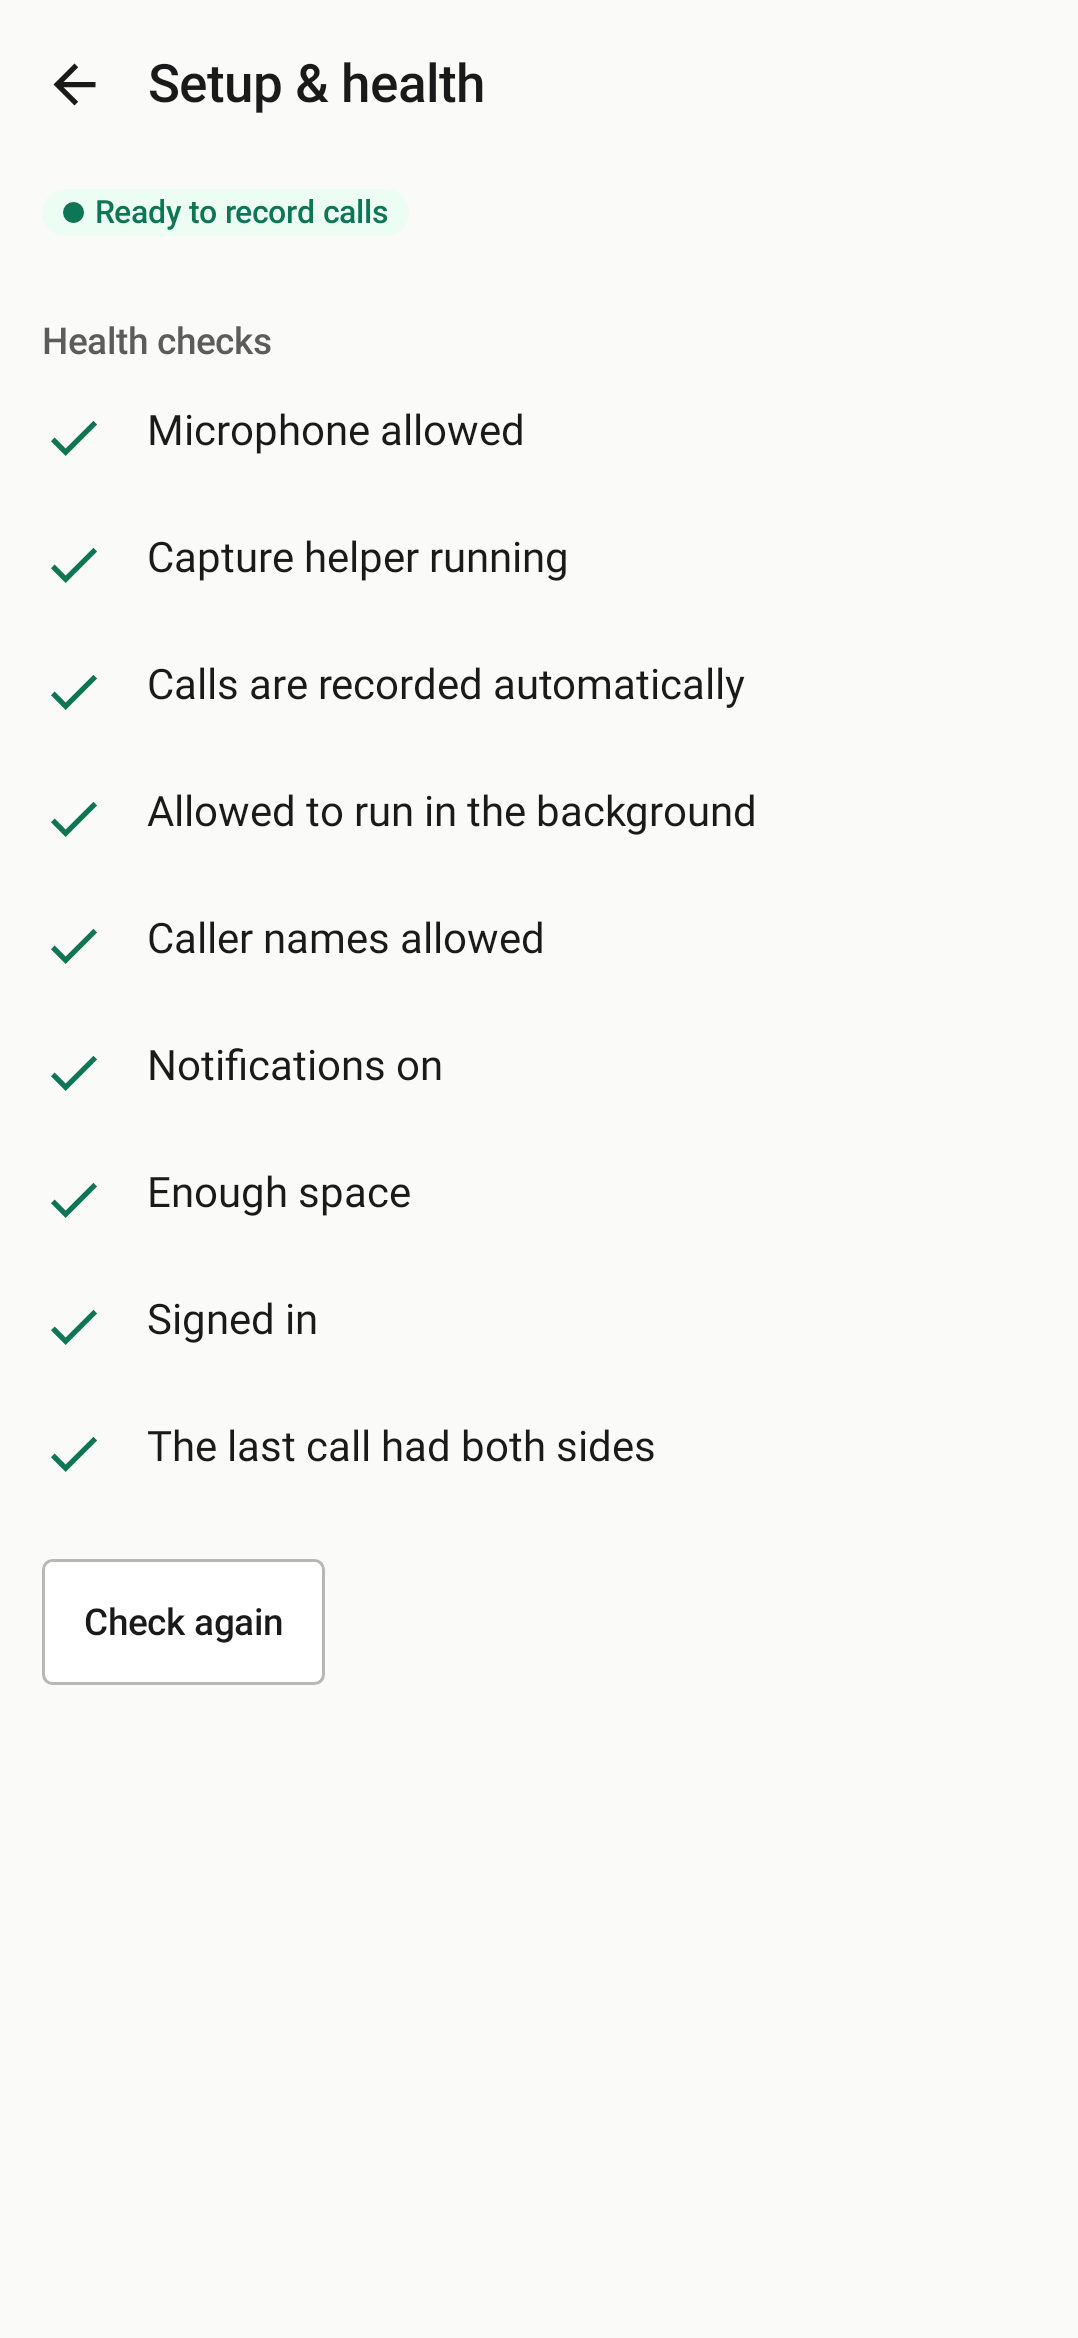 Setup & health
Ready to record calls
Health checks
Microphone allowed
Capture helper running
Calls are recorded automatically
Allowed to run in the background
Caller names allowed
Notifications on
Enough space
Signed in
The last call had both sides
Check again